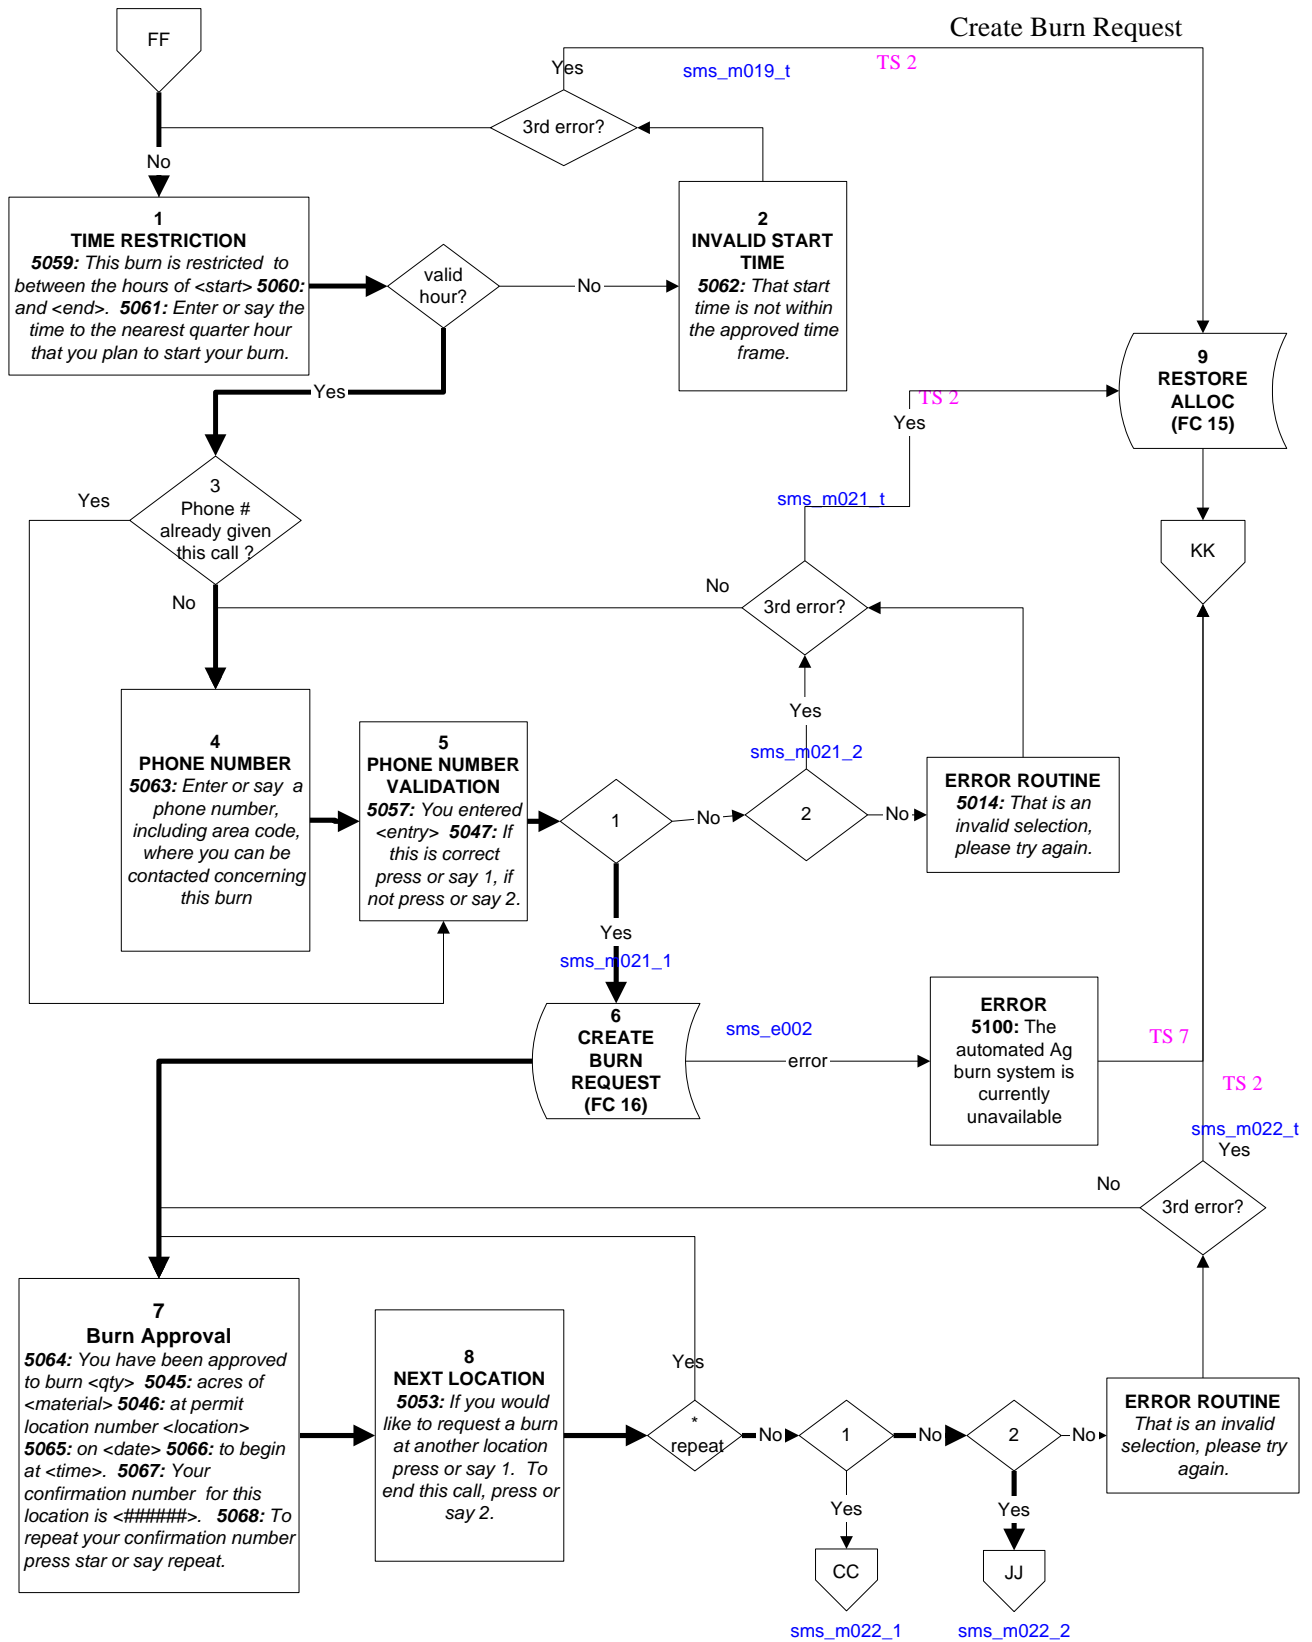 Create Burn Request
FF
Yes
sms_m019_t
TS 2
3rd error?
No
1
TIME RESTRICTION
5059: This burn is restricted to
between the hours of <start> 5060:
and <end>. 5061: Enter or say the
time to the nearest quarter hour
that you plan to start your burn.
valid
hour?
No
2
INVALID START
TIME
5062: That start
time is not within
the approved time
frame.
Yes
9
RESTORE
ALLOC
(FC 15)
TS 2
Yes
3
Phone #
already given
this call ?
Yes
No
sms_m021_t
KK
No
3rd error?
Yes
sms_m021_2
4
PHONE NUMBER
5063: Enter or say a
phone number,
including area code,
where you can be
contacted concerning
this burn
5
PHONE NUMBER
VALIDATION
5057: You entered
<entry> 5047: If
this is correct
press or say 1, if
not press or say 2.
1
No
2
No
ERROR ROUTINE
5014: That is an
invalid selection,
please try again.
Yes
sms_m021_1
6
CREATE
BURN
REQUEST
(FC 16)
sms_e002
error
ERROR
5100: The
automated Ag
burn system is
currently
unavailable
TS 7
TS 2
sms_m022_t
Yes
No
3rd error?
7
Burn Approval
5064: You have been approved
to burn <qty> 5045: acres of
<material> 5046: at permit
location number <location>
5065: on <date> 5066: to begin
at <time>. 5067: Your
confirmation number for this
location is <######>. 5068: To
repeat your confirmation number
press star or say repeat.
8
NEXT LOCATION
5053: If you would
like to request a burn
at another location
press or say 1. To
end this call, press or
say 2.
Yes
*
repeat
No
1
No
2
No
ERROR ROUTINE
That is an invalid
selection, please try
again.
Yes
Yes
CC
JJ
sms_m022_1
sms_m022_2